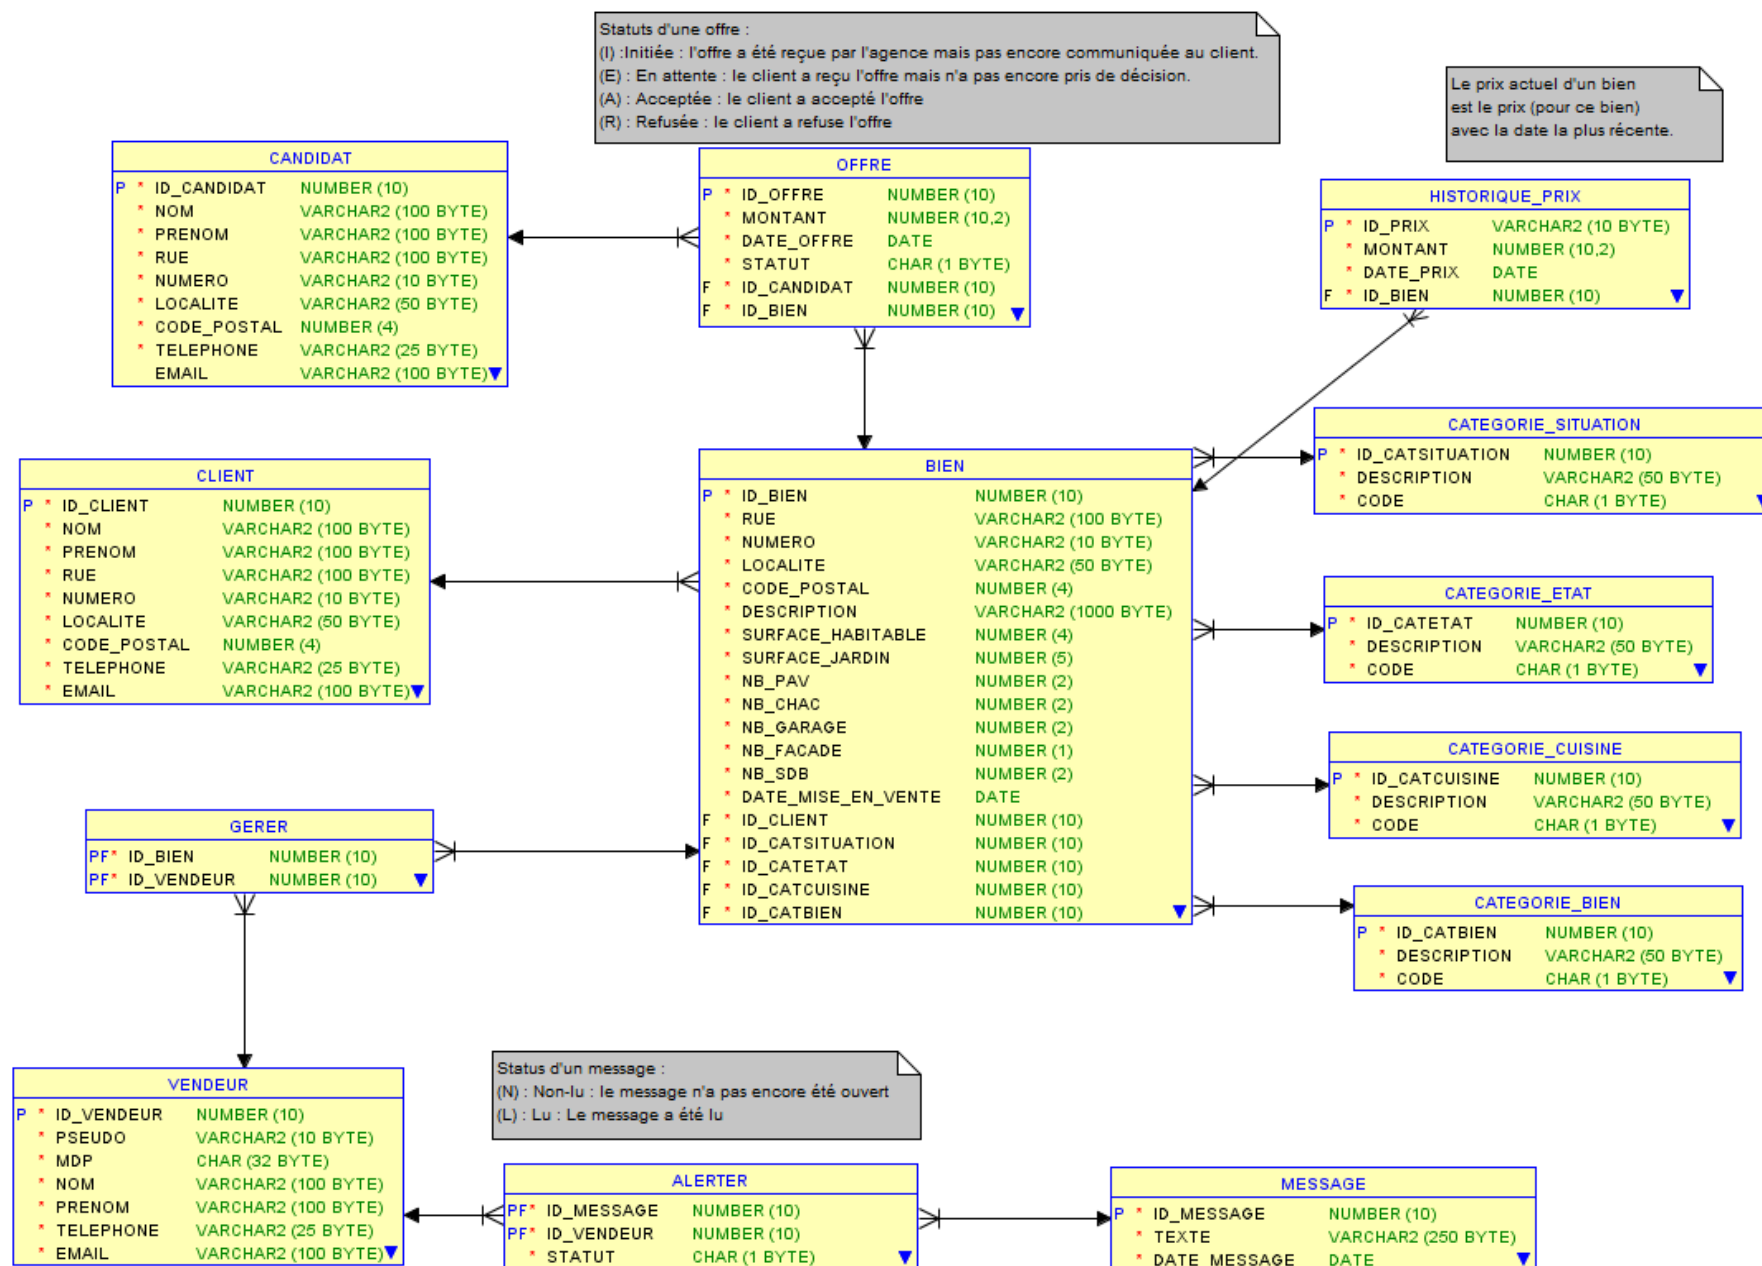 Statuts d'une offre :
(I) :Initiée : l'offre a été reçue par l'agence mais pas encore communiquée au client.
(E) : En attente : le client a reçu l'offre mais n'a pas encore pris de décision.
(A) : Acceptée : le client a accepté l'offre
(R) : Refusée : le client a refuse l'offre
Le prix actuel d'un bien
est le prix (pour ce bien)
avec la date la plus récente.
CANDIDAT
P * ID_CANDIDAT NUMBER (10)
* NOM VARCHAR2 (100 BYTE)
* PRENOM VARCHAR2 (100 BYTE)
* RUE VARCHAR2 (100 BYTE)
* NUMERO VARCHAR2 (10 BYTE)
* LOCALITE VARCHAR2 (50 BYTE)
* CODE_POSTAL NUMBER (4)
* TELEPHONE VARCHAR2 (25 BYTE)
EMAIL VARCHAR2 (100 BYTE)
OFFRE
P * ID_OFFRE NUMBER (10)
* MONTANT NUMBER (10,2)
* DATE_OFFRE DATE
* STATUT CHAR (1 BYTE)
F * ID_CANDIDAT NUMBER (10)
F * ID_BIEN NUMBER (10)
HISTORIQUE_PRIX
P * ID_PRIX VARCHAR2 (10 BYTE)
* MONTANT NUMBER (10,2)
* DATE_PRIX DATE
F * ID_BIEN NUMBER (10)
CATEGORIE_SITUATION
P * ID_CATSITUATION NUMBER (10)
* DESCRIPTION VARCHAR2 (50 BYTE)
* CODE CHAR (1 BYTE)
CLIENT
P * ID_CLIENT NUMBER (10)
* NOM VARCHAR2 (100 BYTE)
* PRENOM VARCHAR2 (100 BYTE)
* RUE VARCHAR2 (100 BYTE)
* NUMERO VARCHAR2 (10 BYTE)
* LOCALITE VARCHAR2 (50 BYTE)
* CODE_POSTAL NUMBER (4)
* TELEPHONE VARCHAR2 (25 BYTE)
* EMAIL VARCHAR2 (100 BYTE)
BIEN
P * ID_BIEN NUMBER (10)
* RUE VARCHAR2 (100 BYTE)
* NUMERO VARCHAR2 (10 BYTE)
* LOCALITE VARCHAR2 (50 BYTE)
* CODE_POSTAL NUMBER (4)
* DESCRIPTION VARCHAR2 (1000 BYTE)
* SURFACE_HABITABLE NUMBER (4)
* SURFACE_JARDIN NUMBER (5)
* NB_PAV NUMBER (2)
* NB_CHAC NUMBER (2)
* NB_GARAGE NUMBER (2)
* NB_FACADE NUMBER (1)
* NB_SDB NUMBER (2)
* DATE_MISE_EN_VENTE DATE
F * ID_CLIENT NUMBER (10)
F * ID_CATSITUATION NUMBER (10)
F * ID_CATETAT NUMBER (10)
F * ID_CATCUISINE NUMBER (10)
F * ID_CATBIEN NUMBER (10)
CATEGORIE_ETAT
P * ID_CATETAT NUMBER (10)
* DESCRIPTION VARCHAR2 (50 BYTE)
* CODE CHAR (1 BYTE)
CATEGORIE_CUISINE
P * ID_CATCUISINE NUMBER (10)
* DESCRIPTION VARCHAR2 (50 BYTE)
* CODE CHAR (1 BYTE)
GERER
PF* ID_BIEN NUMBER (10)
PF* ID_VENDEUR NUMBER (10)
CATEGORIE_BIEN
P * ID_CATBIEN NUMBER (10)
* DESCRIPTION VARCHAR2 (50 BYTE)
* CODE CHAR (1 BYTE)
VENDEUR
P * ID_VENDEUR NUMBER (10)
* PSEUDO VARCHAR2 (10 BYTE)
* MDP CHAR (32 BYTE)
* NOM VARCHAR2 (100 BYTE)
* PRENOM VARCHAR2 (100 BYTE)
* TELEPHONE VARCHAR2 (25 BYTE)
* EMAIL VARCHAR2 (100 BYTE)
Status d'un message :
(N) : Non-lu : le message n'a pas encore été ouvert
(L) : Lu : Le message a été lu
ALERTER
PF* ID_MESSAGE NUMBER (10)
PF* ID_VENDEUR NUMBER (10)
* STATUT CHAR (1 BYTE)
MESSAGE
P * ID_MESSAGE NUMBER (10)
* TEXTE VARCHAR2 (250 BYTE)
* DATE_MESSAGE DATE